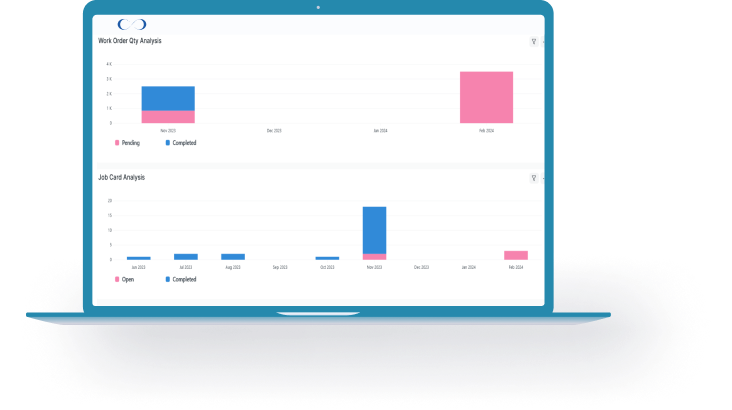 Work Order Qty Analysis
4 K
3 K
2 K
1 K
0
Nov 2023
Dec 2023
Jan 2024
Feb 2024
Pending
Completed
Job Card Analysis
20
15
10
5
0
Jun 2023
Jul 2023
Aug 2023
Sep 2023
Oct 2023
Nov 2023
Dec 2023
Jan 2024
Feb 2024
Open
Completed